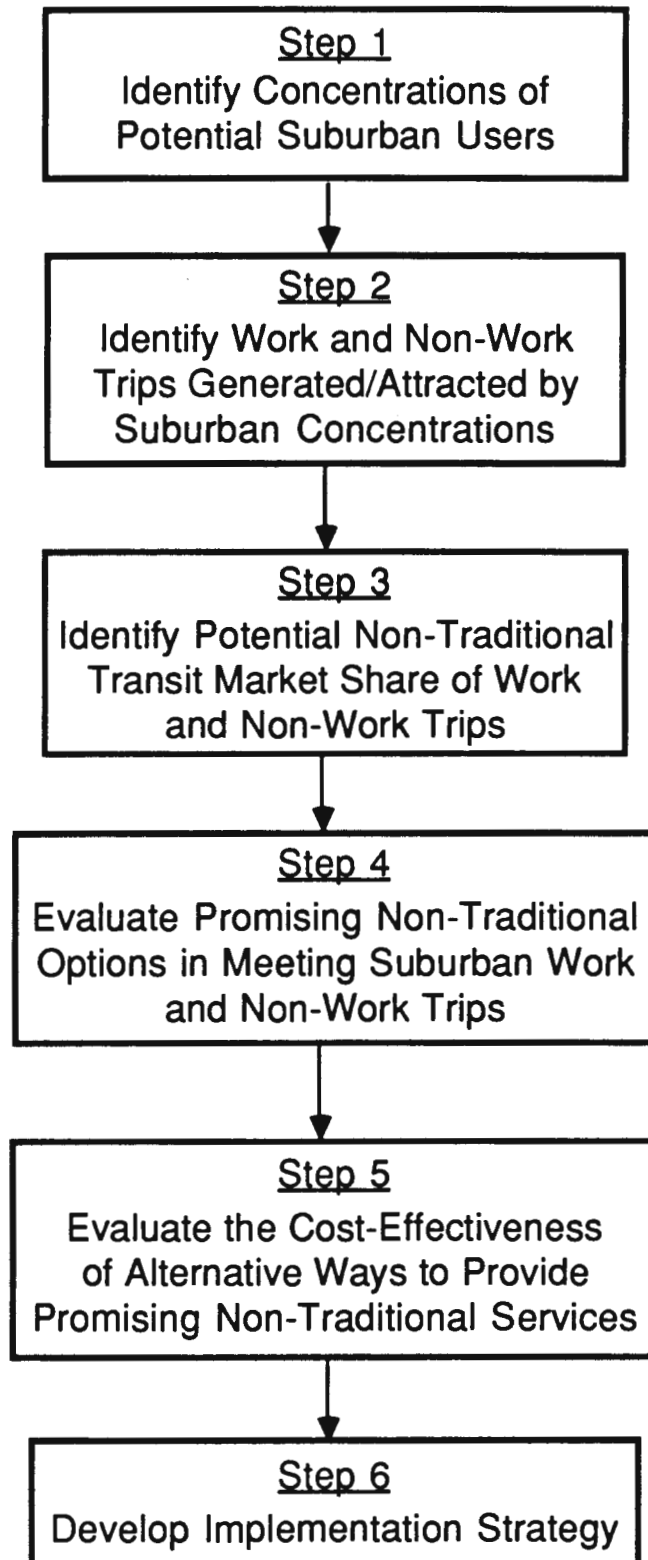 Step 1
Identify Concentrations of
Potential Suburban Users
Step 2
Identify Work and Non-Work
Trips Generated/Attracted by
Suburban Concentrations
Step 3
Identify Potential Non-Traditional
Transit Market Share of Work
and Non-Work Trips
Step 4
Evaluate Promising Non-Traditional
Options in Meeting Suburban Work
and Non-Work Trips
Step 5
Evaluate the Cost-Effectiveness
of Alternative Ways to Provide
Promising Non-Traditional Services
Step 6
Develop Implementation Strategy